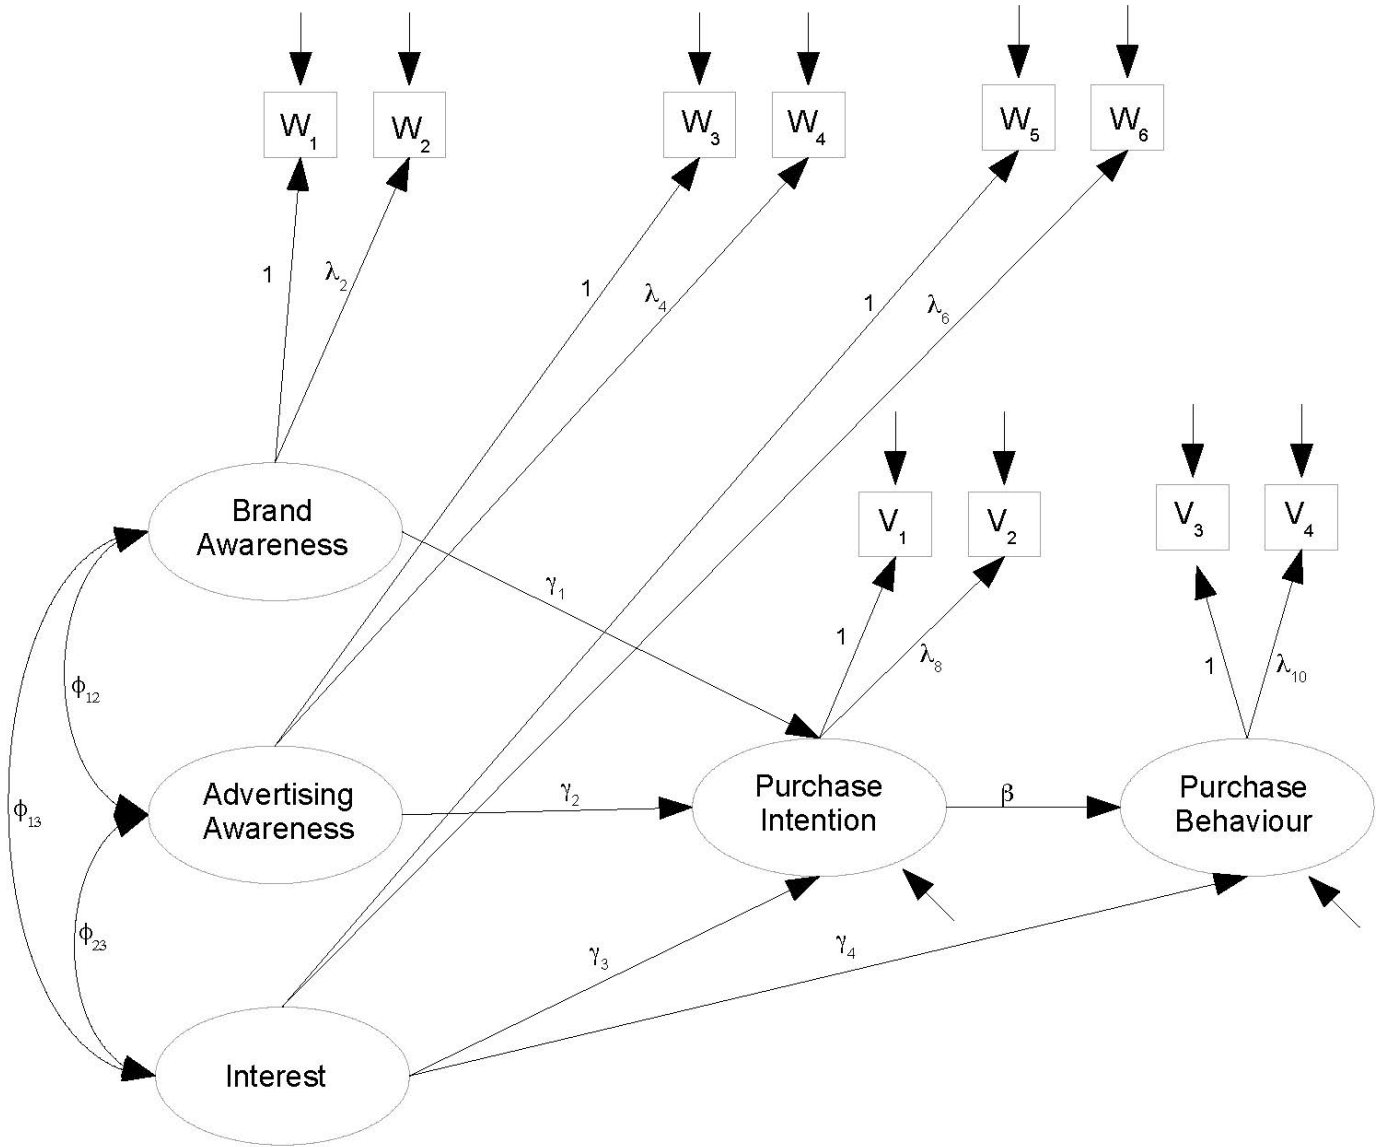 W1 W2 W3 W4 W5 W6
1 λ2 1 λ4 1 λ6
Brand
Awareness
V1 V2 V3 V4
γ1
1 λ8 1 λ10
ϕ12
Advertising
Awareness
γ2
Purchase
Intention
β
Purchase
Behaviour
ϕ13
ϕ23
γ3
γ4
Interest